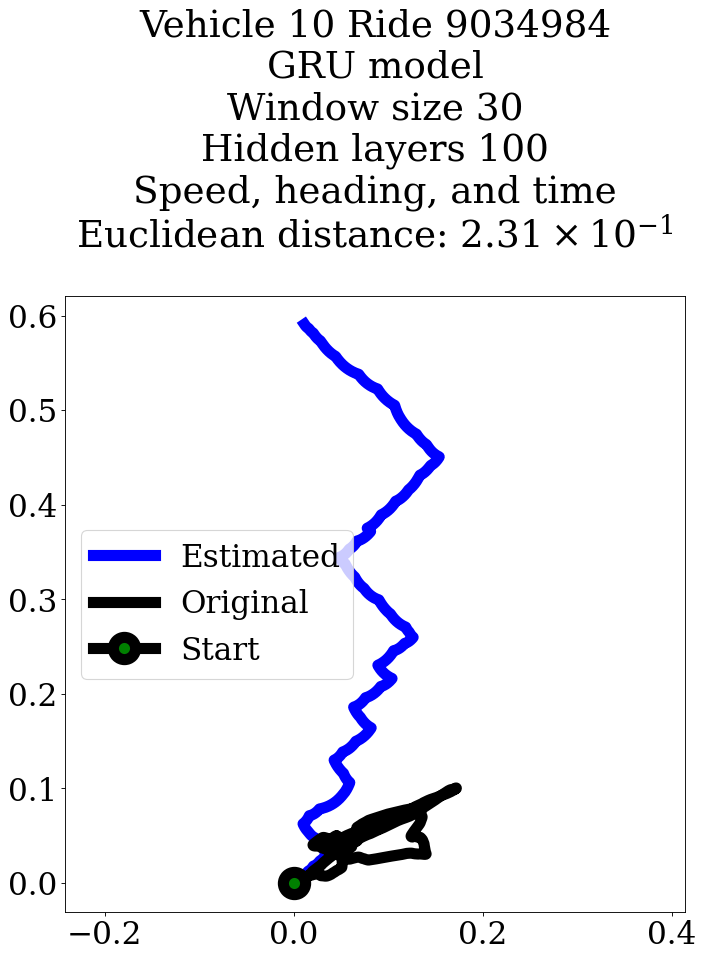 Vehicle 10 Ride 9034984
GRU model
Window size 30
Hidden layers 100
Speed, heading, and time
Euclidean distance: 2.31 × 10⁻¹
0.6
0.5
0.4
0.3
0.2
0.1
0.0
Estimated
Original
Start
−0.2
0.0
0.2
0.4